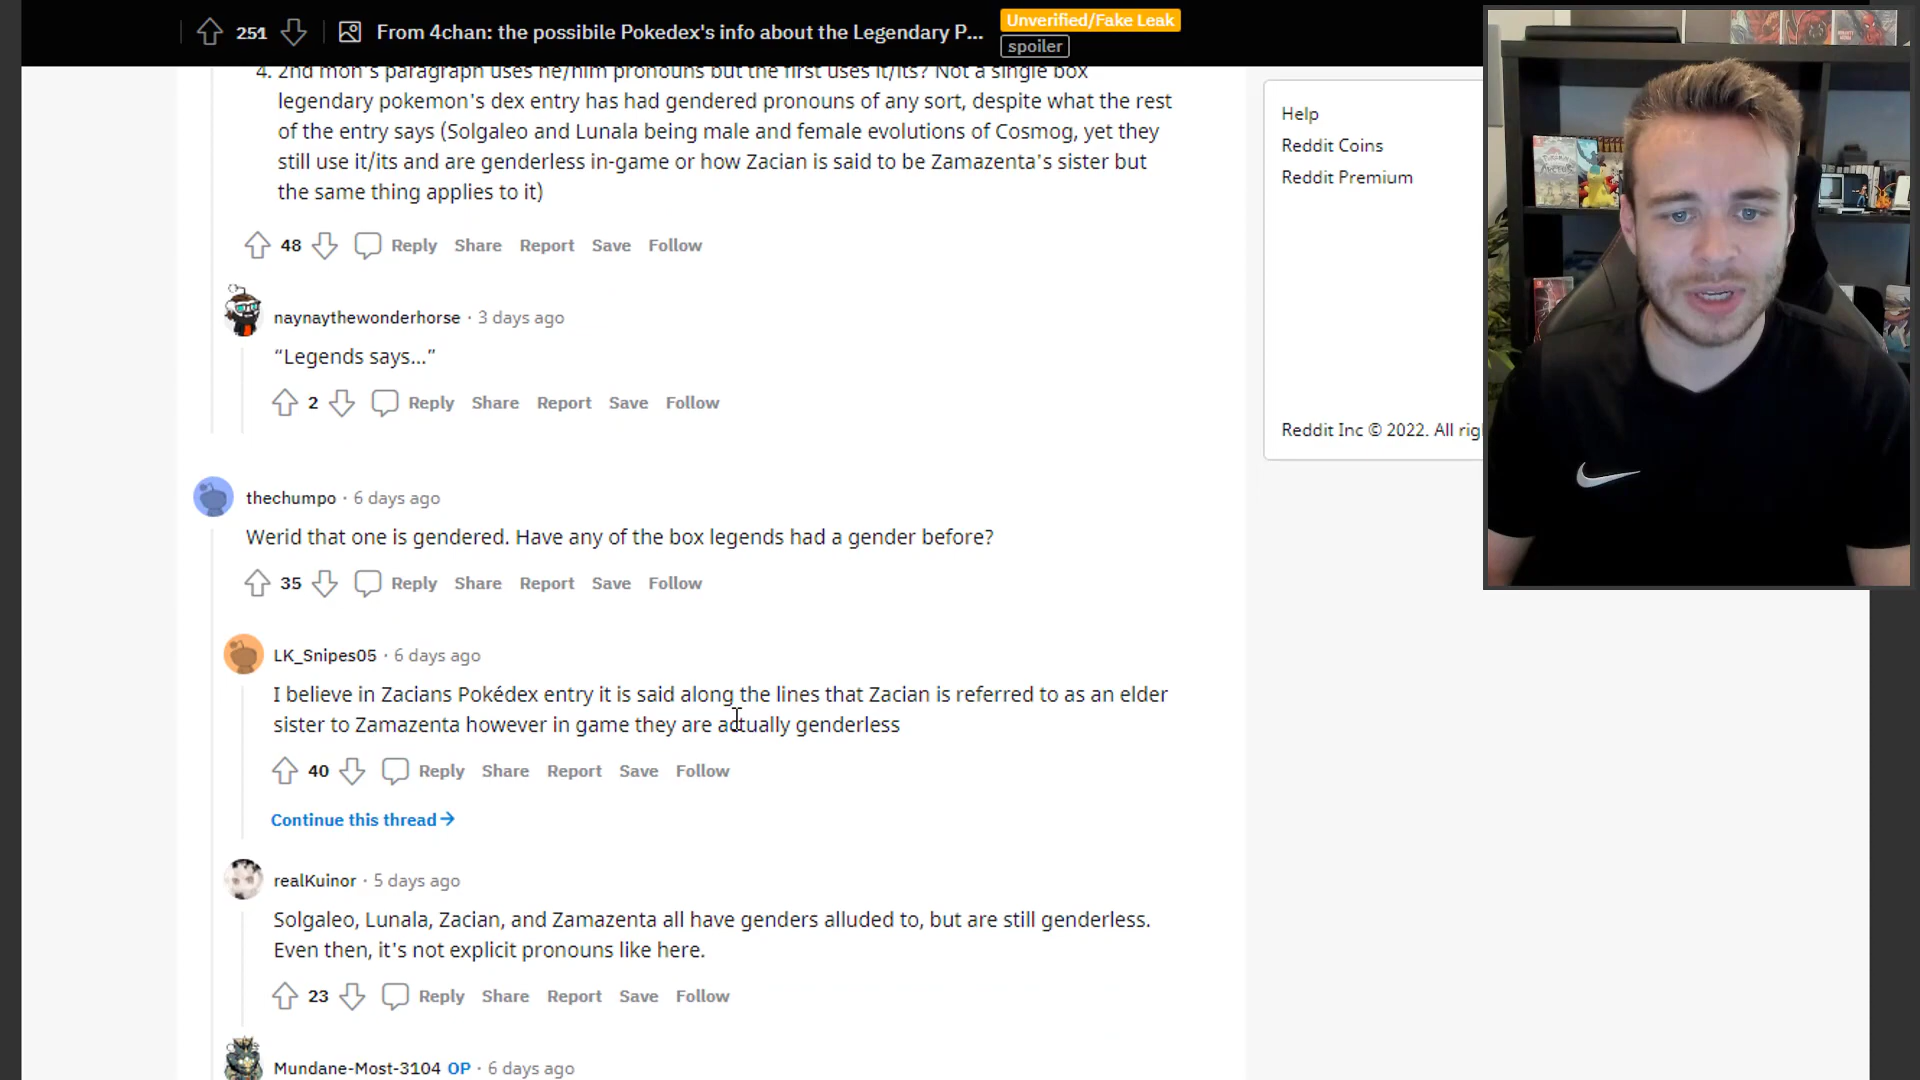 251
From 4chan: the possibile Pokedex's info about the Legendary P...
Unverified/Fake Leak
spoiler
4. 2nd mon's paragraph uses he/him pronouns but the first uses it/its? Not a single box
legendary pokemon's dex entry has had gendered pronouns of any sort, despite what the rest
of the entry says (Solgaleo and Lunala being male and female evolutions of Cosmog, yet they
still use it/its and are genderless in-game or how Zacian is said to be Zamazenta's sister but
the same thing applies to it)
48 Reply Share Report Save Follow
naynaythewonderhorse · 3 days ago
“Legends says...”
2 Reply Share Report Save Follow
thechumpo · 6 days ago
Werid that one is gendered. Have any of the box legends had a gender before?
35 Reply Share Report Save Follow
LK_Snipes05 · 6 days ago
I believe in Zacians Pokédex entry it is said along the lines that Zacian is referred to as an elder
sister to Zamazenta however in game they are actually genderless
40 Reply Share Report Save Follow
Continue this thread
realKuinor · 5 days ago
Solgaleo, Lunala, Zacian, and Zamazenta all have genders alluded to, but are still genderless.
Even then, it's not explicit pronouns like here.
23 Reply Share Report Save Follow
Mundane-Most-3104 OP · 6 days ago
Help
Reddit Coins
Reddit Premium
Reddit Inc © 2022. All rig